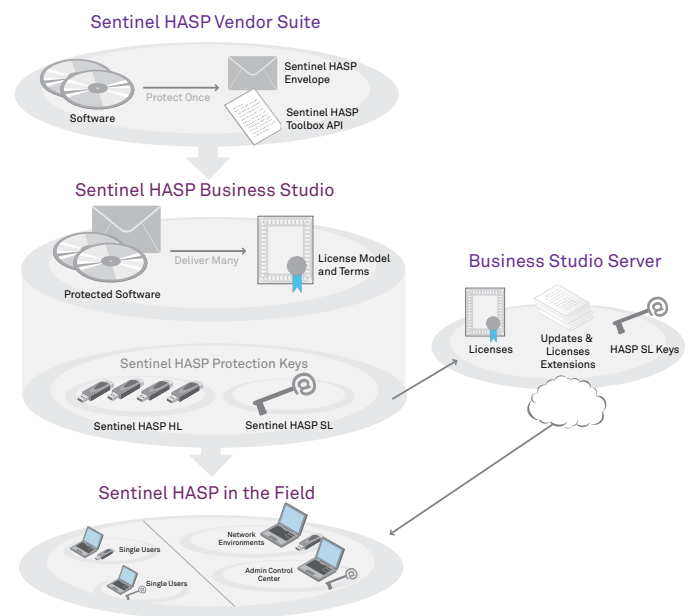 Sentinel HASP Vendor Suite
Software
Protect Once
Sentinel HASP
Envelope
Sentinel HASP
Toolbox API
Sentinel HASP Business Studio
Protected Software
Deliver Many
License Model
and Terms
Sentinel HASP Protection Keys
@
Sentinel HASP HL
Sentinel HASP SL
Business Studio Server
@
Licenses
Updates &
Licenses
Extensions
HASP SL Keys
Sentinel HASP in the Field
Single Users
Single Users
@
Network
Environments
Admin Control
Center
@